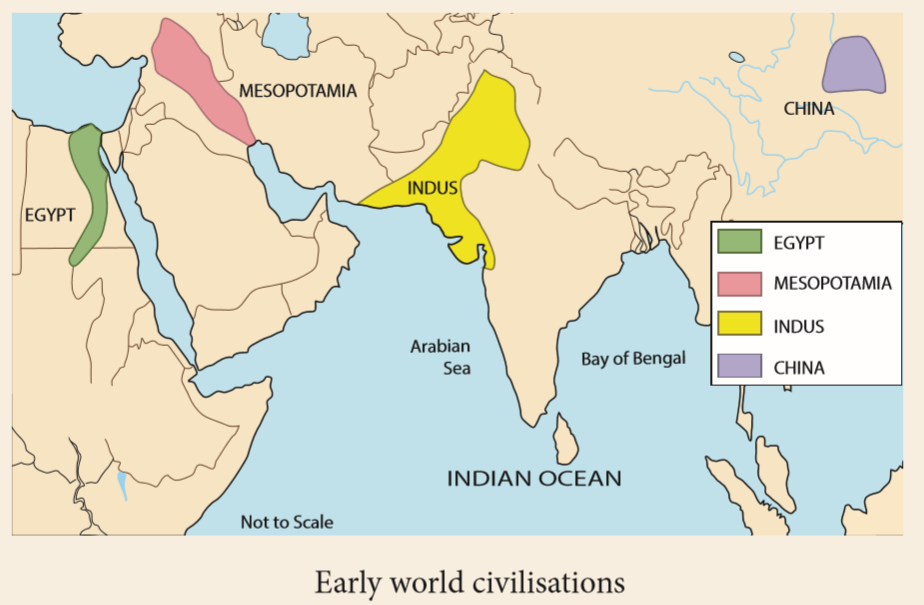 MESOPOTAMIA
CHINA
INDUS
EGYPT
EGYPT
MESOPOTAMIA
INDUS
CHINA
Arabian
Sea
Bay of Bengal
INDIAN OCEAN
Not to Scale
Early world civilisations